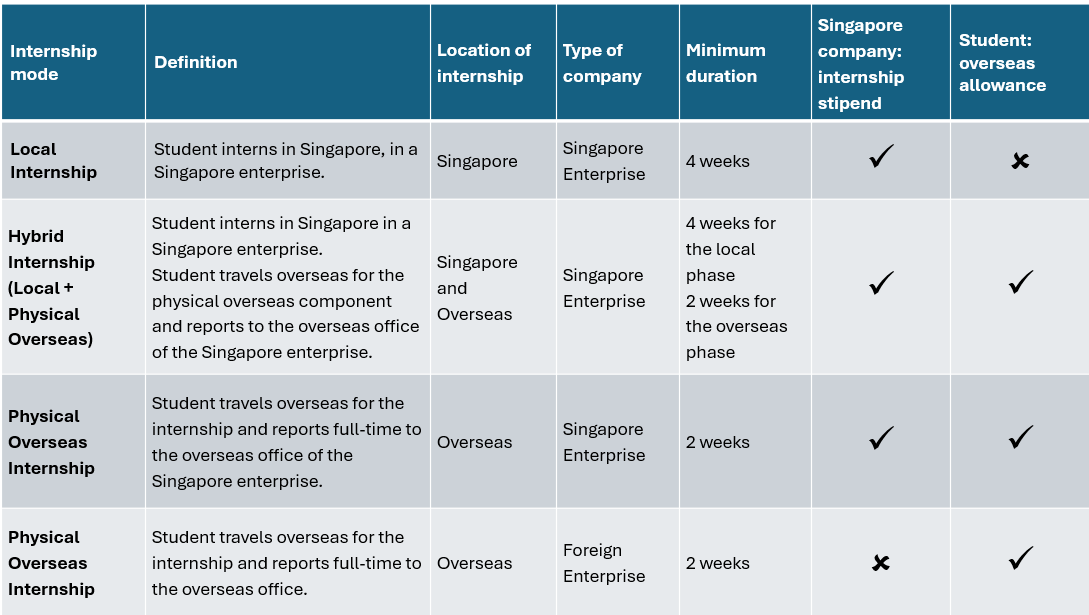 Internship
mode
Definition
Location of
internship
Type of
company
Minimum
duration
Singapore
company:
internship
stipend
Student:
overseas
allowance
Local
Internship
Student interns in Singapore, in a
Singapore enterprise.
Singapore
Singapore
Enterprise
4 weeks
✓
✘
Hybrid
Internship
(Local +
Physical
Overseas)
Student interns in Singapore in a
Singapore enterprise.
Student travels overseas for the
physical overseas component
and reports to the overseas office
of the Singapore enterprise.
Singapore
and
Overseas
Singapore
Enterprise
4 weeks for
the local
phase
2 weeks for
the overseas
phase
✓
✓
Physical
Overseas
Internship
Student travels overseas for the
internship and reports full-time to
the overseas office of the
Singapore enterprise.
Overseas
Singapore
Enterprise
2 weeks
✓
✓
Physical
Overseas
Internship
Student travels overseas for the
internship and reports full-time to
the overseas office.
Overseas
Foreign
Enterprise
2 weeks
✘
✓